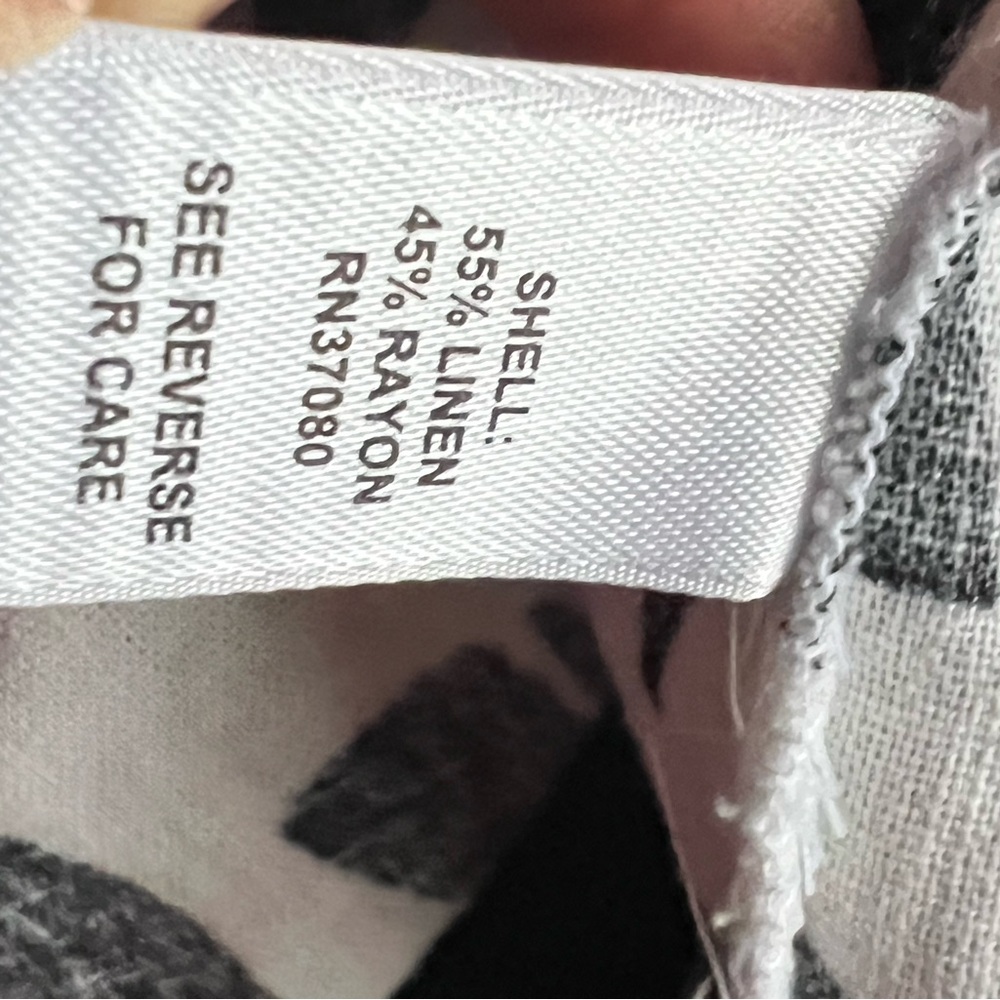 SHELL:
55% LINEN
45% RAYON
RN37080
SEE REVERSE
FOR CARE